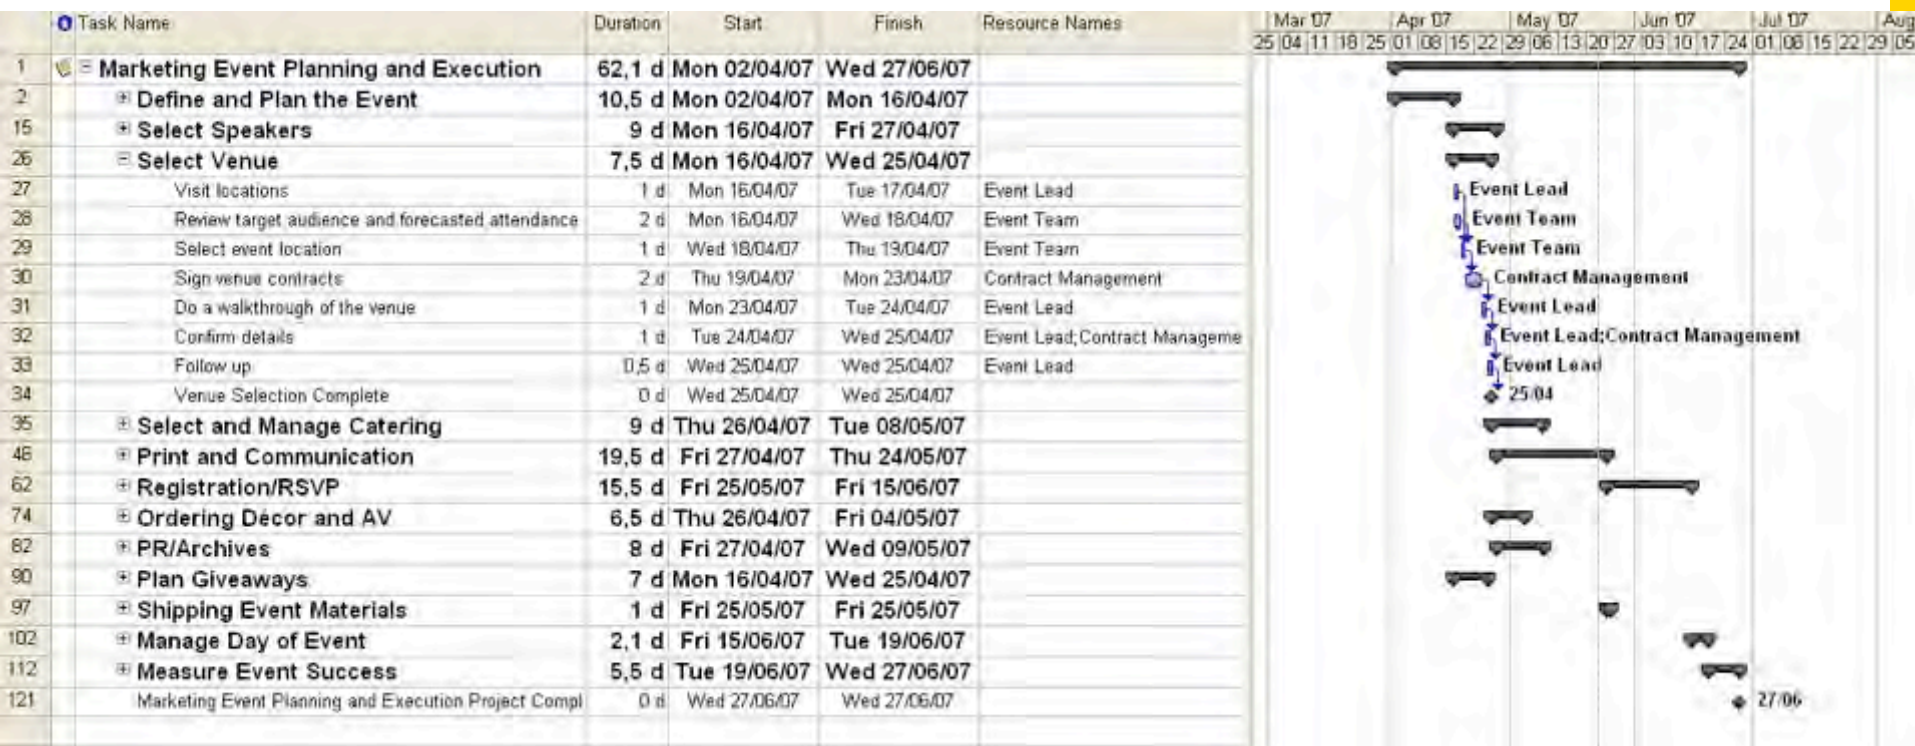 Task Name Duration Start Finish Resource Names Mar '07 Apr '07 May '07 Jun '07 Jul '07 Aug
25 04 11 18 25 01 08 15 22 29 06 13 20 27 03 10 17 24 01 08 15 22 29 05
1 Marketing Event Planning and Execution 62,1 d Mon 02/04/07 Wed 27/06/07
2 Define and Plan the Event 10,5 d Mon 02/04/07 Mon 16/04/07
15 Select Speakers 9 d Mon 16/04/07 Fri 27/04/07
26 Select Venue 7,5 d Mon 16/04/07 Wed 25/04/07
27 Visit locations 1 d Mon 16/04/07 Tue 17/04/07 Event Lead Event Lead
28 Review target audience and forecasted attendance 2 d Mon 16/04/07 Wed 18/04/07 Event Team Event Team
29 Select event location 1 d Wed 18/04/07 Thu 19/04/07 Event Team Event Team
30 Sign venue contracts 2 d Thu 19/04/07 Mon 23/04/07 Contract Management Contract Management
31 Do a walkthrough of the venue 1 d Mon 23/04/07 Tue 24/04/07 Event Lead Event Lead
32 Confirm details 1 d Tue 24/04/07 Wed 25/04/07 Event Lead;Contract Manageme Event Lead;Contract Management
33 Follow up 0,5 d Wed 25/04/07 Wed 25/04/07 Event Lead Event Lead
34 Venue Selection Complete 0 d Wed 25/04/07 Wed 25/04/07 25/04
35 Select and Manage Catering 9 d Thu 26/04/07 Tue 08/05/07
46 Print and Communication 19,5 d Fri 27/04/07 Thu 24/05/07
62 Registration/RSVP 15,5 d Fri 25/05/07 Fri 15/06/07
74 Ordering Décor and AV 6,5 d Thu 26/04/07 Fri 04/05/07
82 PR/Archives 8 d Fri 27/04/07 Wed 09/05/07
90 Plan Giveaways 7 d Mon 16/04/07 Wed 25/04/07
97 Shipping Event Materials 1 d Fri 25/05/07 Fri 25/05/07
102 Manage Day of Event 2,1 d Fri 15/06/07 Tue 19/06/07
112 Measure Event Success 5,5 d Tue 19/06/07 Wed 27/06/07
121 Marketing Event Planning and Execution Project Compl 0 d Wed 27/06/07 Wed 27/06/07 27/06